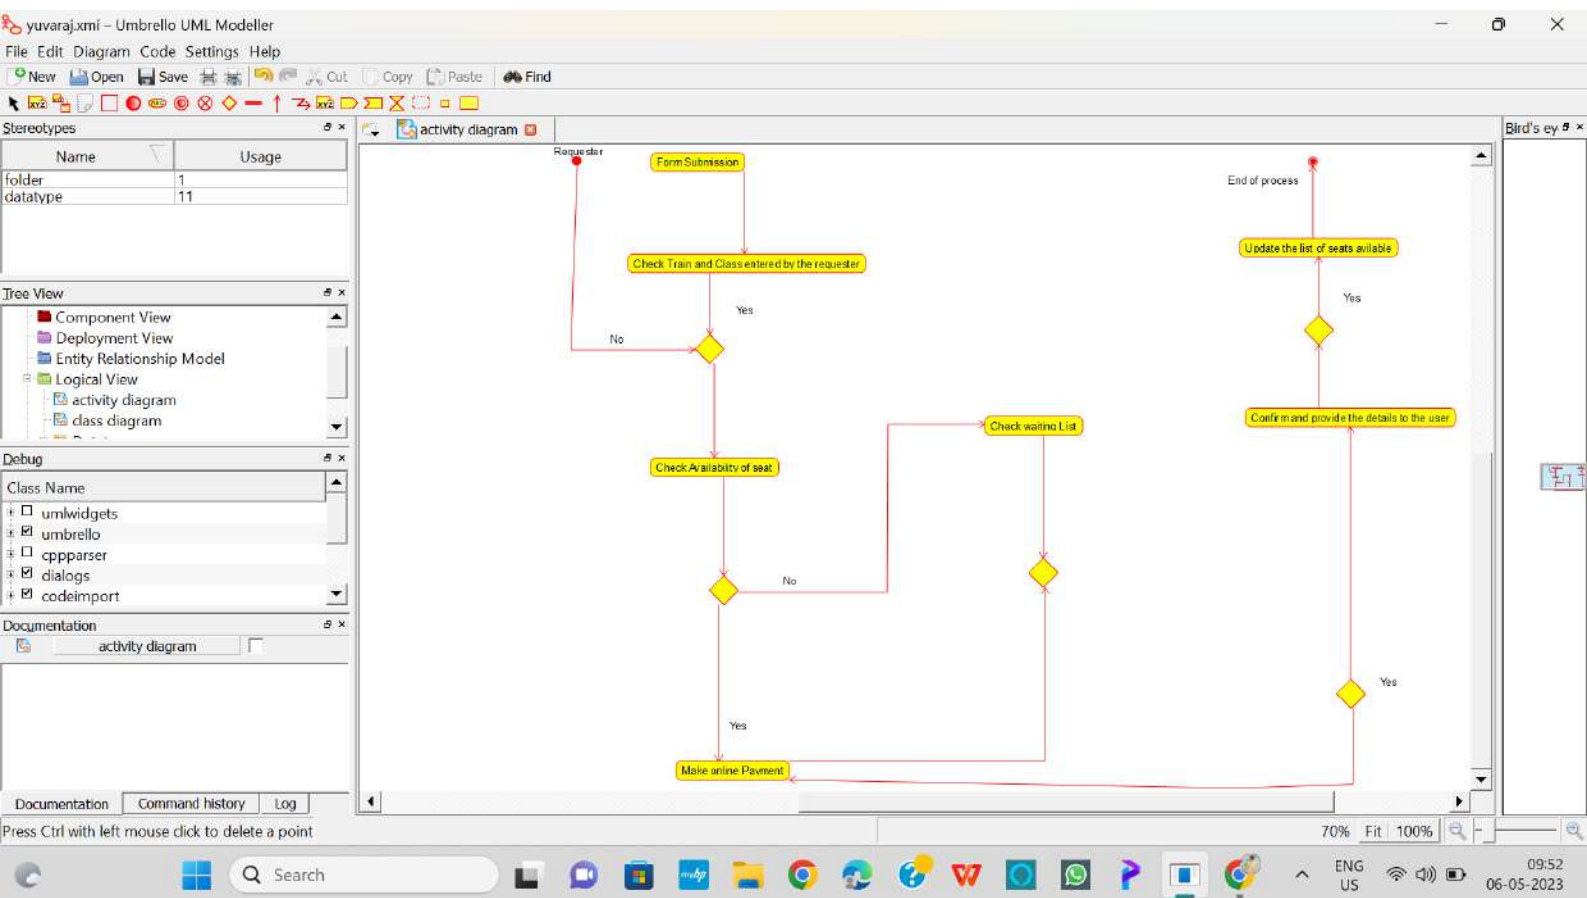 yuvaraj.xmi – Umbrello UML Modeller
File Edit Diagram Code Settings Help
New Open Save Cut Copy Paste Find
Stereotypes
Name Usage
folder 1
datatype 11
Tree View
Component View
Deployment View
Entity Relationship Model
Logical View
activity diagram
class diagram
Debug
Class Name
umlwidgets
umbrello
cppparser
dialogs
codeimport
Documentation
activity diagram
Documentation Command history Log
Press Ctrl with left mouse click to delete a point
activity diagram
Requester
Form Submission
Check Train and Class entered by the requester
Yes
No
Check Availability of seat
No
Yes
Make online Payment
Check waiting List
End of process
Update the list of seats avilable
Yes
Confirm and provide the details to the user
Yes
Bird's ey
70% Fit 100%
Search
ENG
US
09:52
06-05-2023